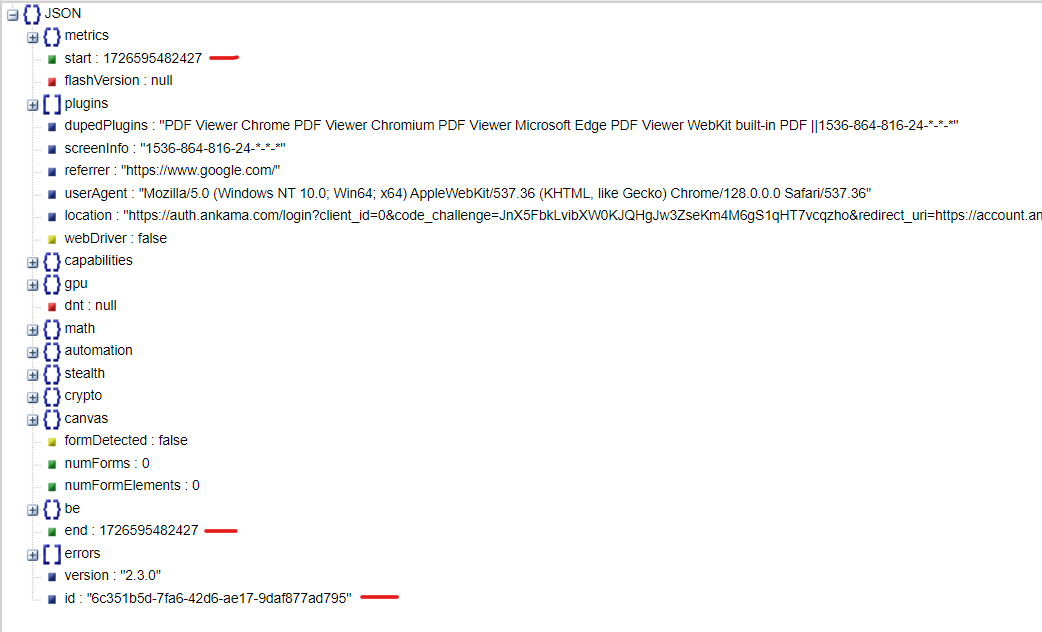 JSON
metrics
start : 1726595482427
flashVersion : null
plugins
dupedPlugins : "PDF Viewer Chrome PDF Viewer Chromium PDF Viewer Microsoft Edge PDF Viewer WebKit built-in PDF ||1536-864-816-24-*-*-*"
screenInfo : "1536-864-816-24-*-*-*"
referrer : "https://www.google.com/"
userAgent : "Mozilla/5.0 (Windows NT 10.0; Win64; x64) AppleWebKit/537.36 (KHTML, like Gecko) Chrome/128.0.0.0 Safari/537.36"
location : "https://auth.ankama.com/login?client_id=0&code_challenge=JnX5FbkLvibXW0KJQHgJw3ZseKm4M6gS1qHT7vcqzho&redirect_uri=https://account.an
webDriver : false
capabilities
gpu
dnt : null
math
automation
stealth
crypto
canvas
formDetected : false
numForms : 0
numFormElements : 0
be
end : 1726595482427
errors
version : "2.3.0"
id : "6c351b5d-7fa6-42d6-ae17-9daf877ad795"